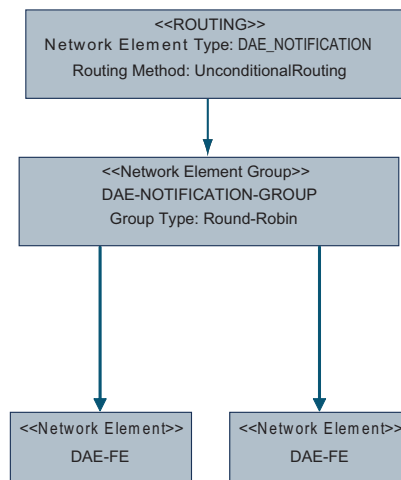 <<ROUTING>>
Network Element Type: DAE_NOTIFICATION
Routing Method: UnconditionalRouting
<<Network Element Group>>
DAE-NOTIFICATION-GROUP
Group Type: Round-Robin
<<Network Element>>
DAE-FE
<<Network Element>>
DAE-FE